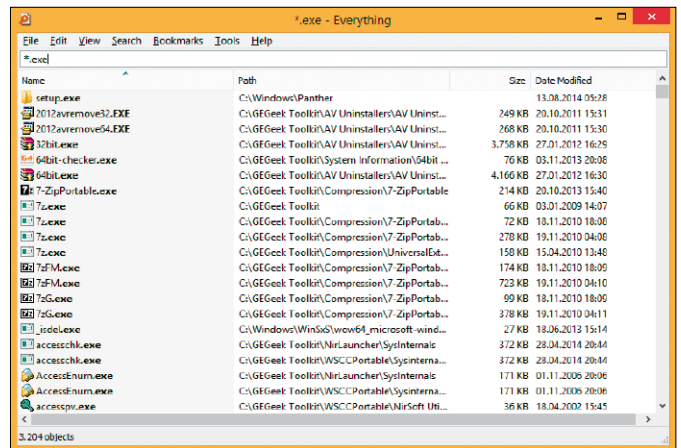 *.exe - Everything
File Edit View Search Bookmarks Tools Help
*.exe
Name Path Size Date Modified
setup.exe C:\Windows\Panther 13.08.2014 05:28
2012avremove32.EXE C:\GEGeek Toolkit\AV Uninstallers\AV Uninst... 249 KB 20.10.2011 15:31
2012avremove64.EXE C:\GEGeek Toolkit\AV Uninstallers\AV Uninst... 268 KB 20.10.2011 15:30
32bit.exe C:\GEGeek Toolkit\AV Uninstallers\AV Uninst... 3.758 KB 27.01.2012 16:29
64bit-checker.exe C:\GEGeek Toolkit\System Information\64bit ... 76 KB 03.11.2013 20:08
64bit.exe C:\GEGeek Toolkit\AV Uninstallers\AV Uninst... 4.166 KB 27.01.2012 16:30
7-ZipPortable.exe C:\GEGeek Toolkit\Compression\7-ZipPortable 214 KB 20.10.2013 15:40
7z.exe C:\GEGeek Toolkit 66 KB 03.01.2009 14:07
7z.exe C:\GEGeek Toolkit\Compression\7-ZipPortab... 72 KB 18.11.2010 18:08
7z.exe C:\GEGeek Toolkit\Compression\7-ZipPortab... 278 KB 19.11.2010 04:08
7z.exe C:\GEGeek Toolkit\Compression\UniversalExt... 158 KB 15.04.2010 13:48
7zFM.exe C:\GEGeek Toolkit\Compression\7-ZipPortab... 174 KB 18.11.2010 18:09
7zFM.exe C:\GEGeek Toolkit\Compression\7-ZipPortab... 723 KB 19.11.2010 04:10
7zG.exe C:\GEGeek Toolkit\Compression\7-ZipPortab... 99 KB 18.11.2010 18:09
7zG.exe C:\GEGeek Toolkit\Compression\7-ZipPortab... 378 KB 19.11.2010 04:11
_isdel.exe C:\Windows\WinSxS\wow64_microsoft-wind... 27 KB 18.06.2013 15:14
accesschk.exe C:\GEGeek Toolkit\NirLauncher\SysInternals 372 KB 28.04.2014 20:44
accesschk.exe C:\GEGeek Toolkit\WSCCPortable\Sysinterna... 372 KB 28.04.2014 20:44
AccessEnum.exe C:\GEGeek Toolkit\NirLauncher\SysInternals 171 KB 01.11.2006 20:06
AccessEnum.exe C:\GEGeek Toolkit\WSCCPortable\Sysinterna... 171 KB 01.11.2006 20:06
accesspv.exe C:\GEGeek Toolkit\WSCCPortable\NirSoft Uti... 36 KB 18.04.2002 15:45
3.204 objects